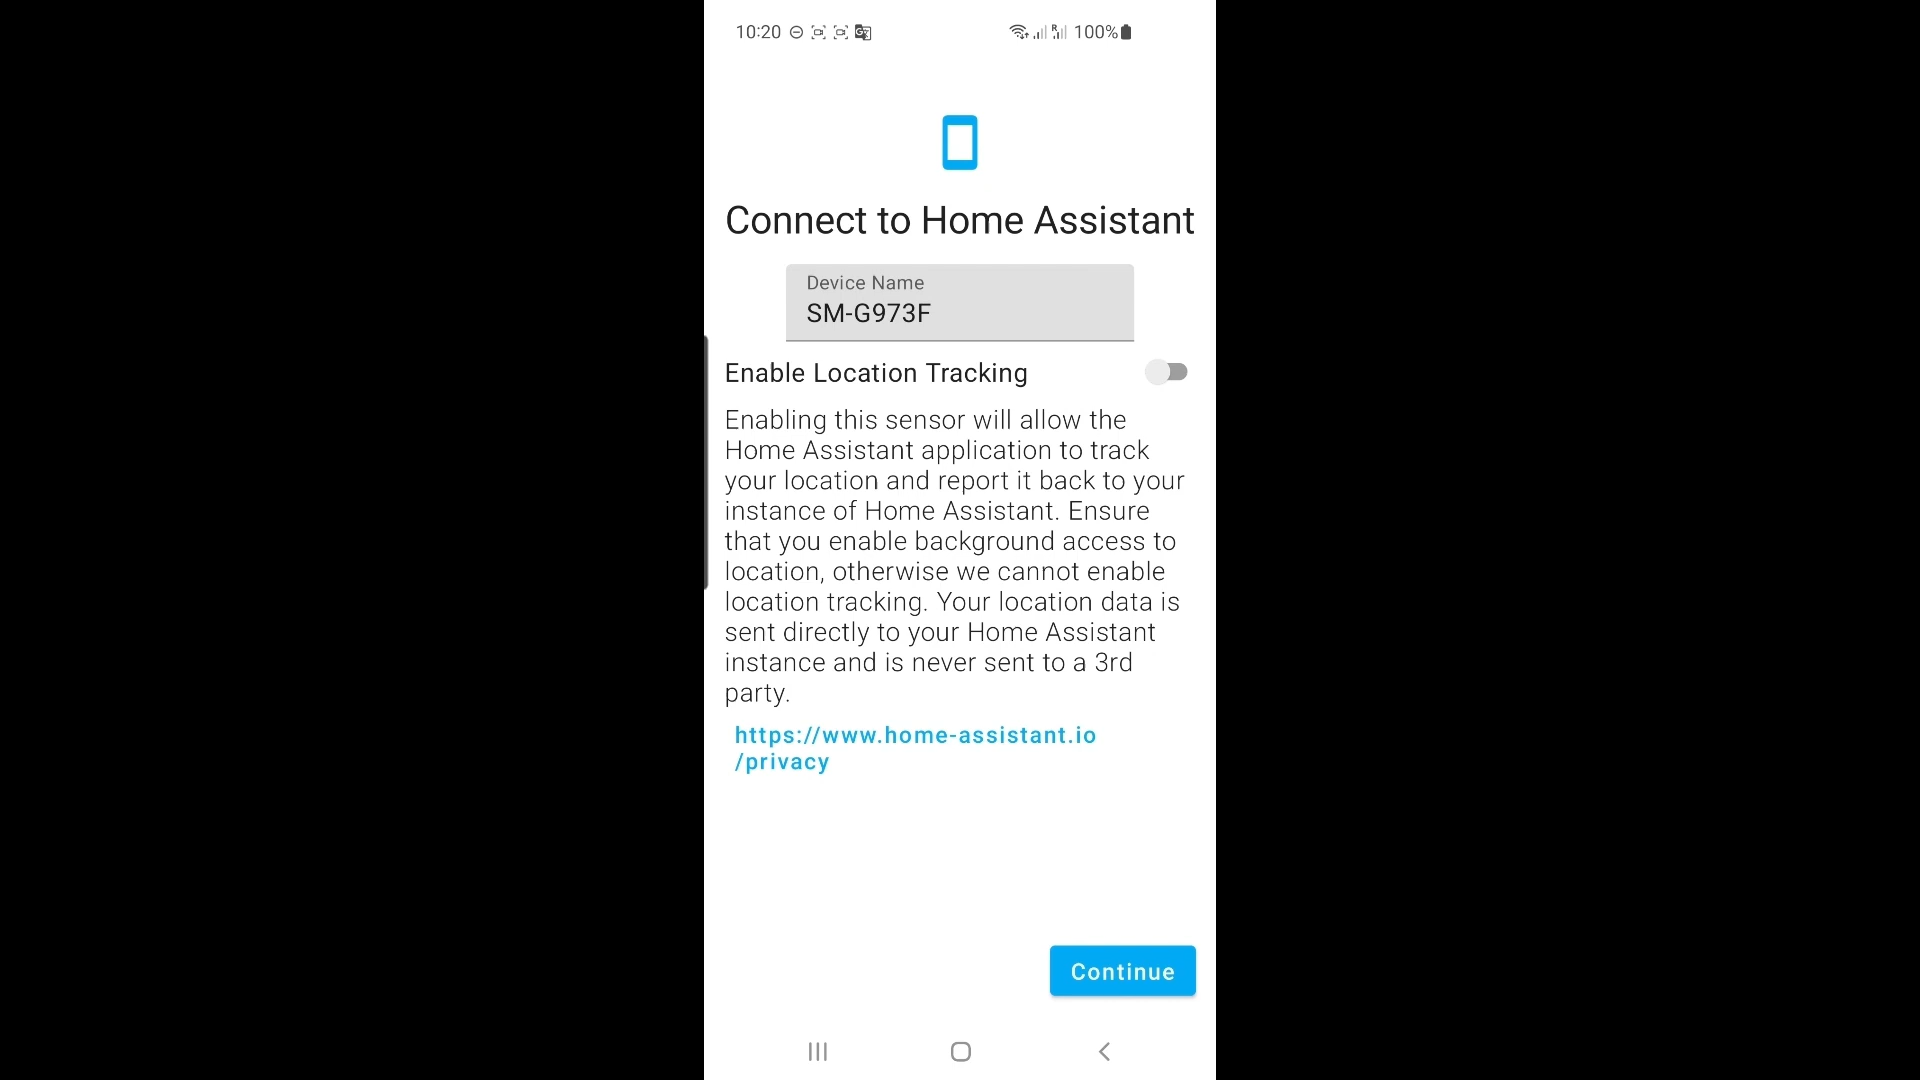 10:20 100%
Connect to Home Assistant
Device Name
SM-G973F
Enable Location Tracking
Enabling this sensor will allow the
Home Assistant application to track
your location and report it back to your
instance of Home Assistant. Ensure
that you enable background access to
location, otherwise we cannot enable
location tracking. Your location data is
sent directly to your Home Assistant
instance and is never sent to a 3rd
party.
https://www.home-assistant.io
/privacy
Continue